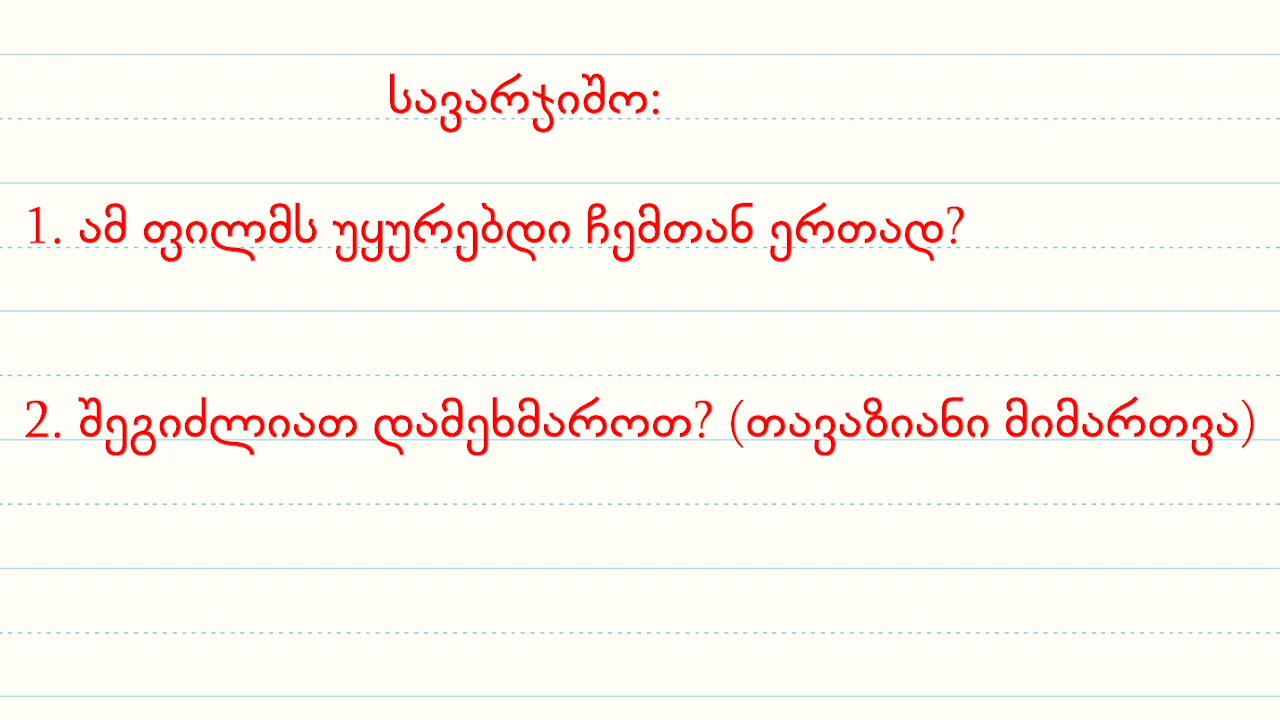 სავარჯიშო:
1. ამ ფილმს უყურებდი ჩემთან ერთად?
2. შეგიძლიათ დამეხმაროთ? (თავაზიანი მიმართვა)